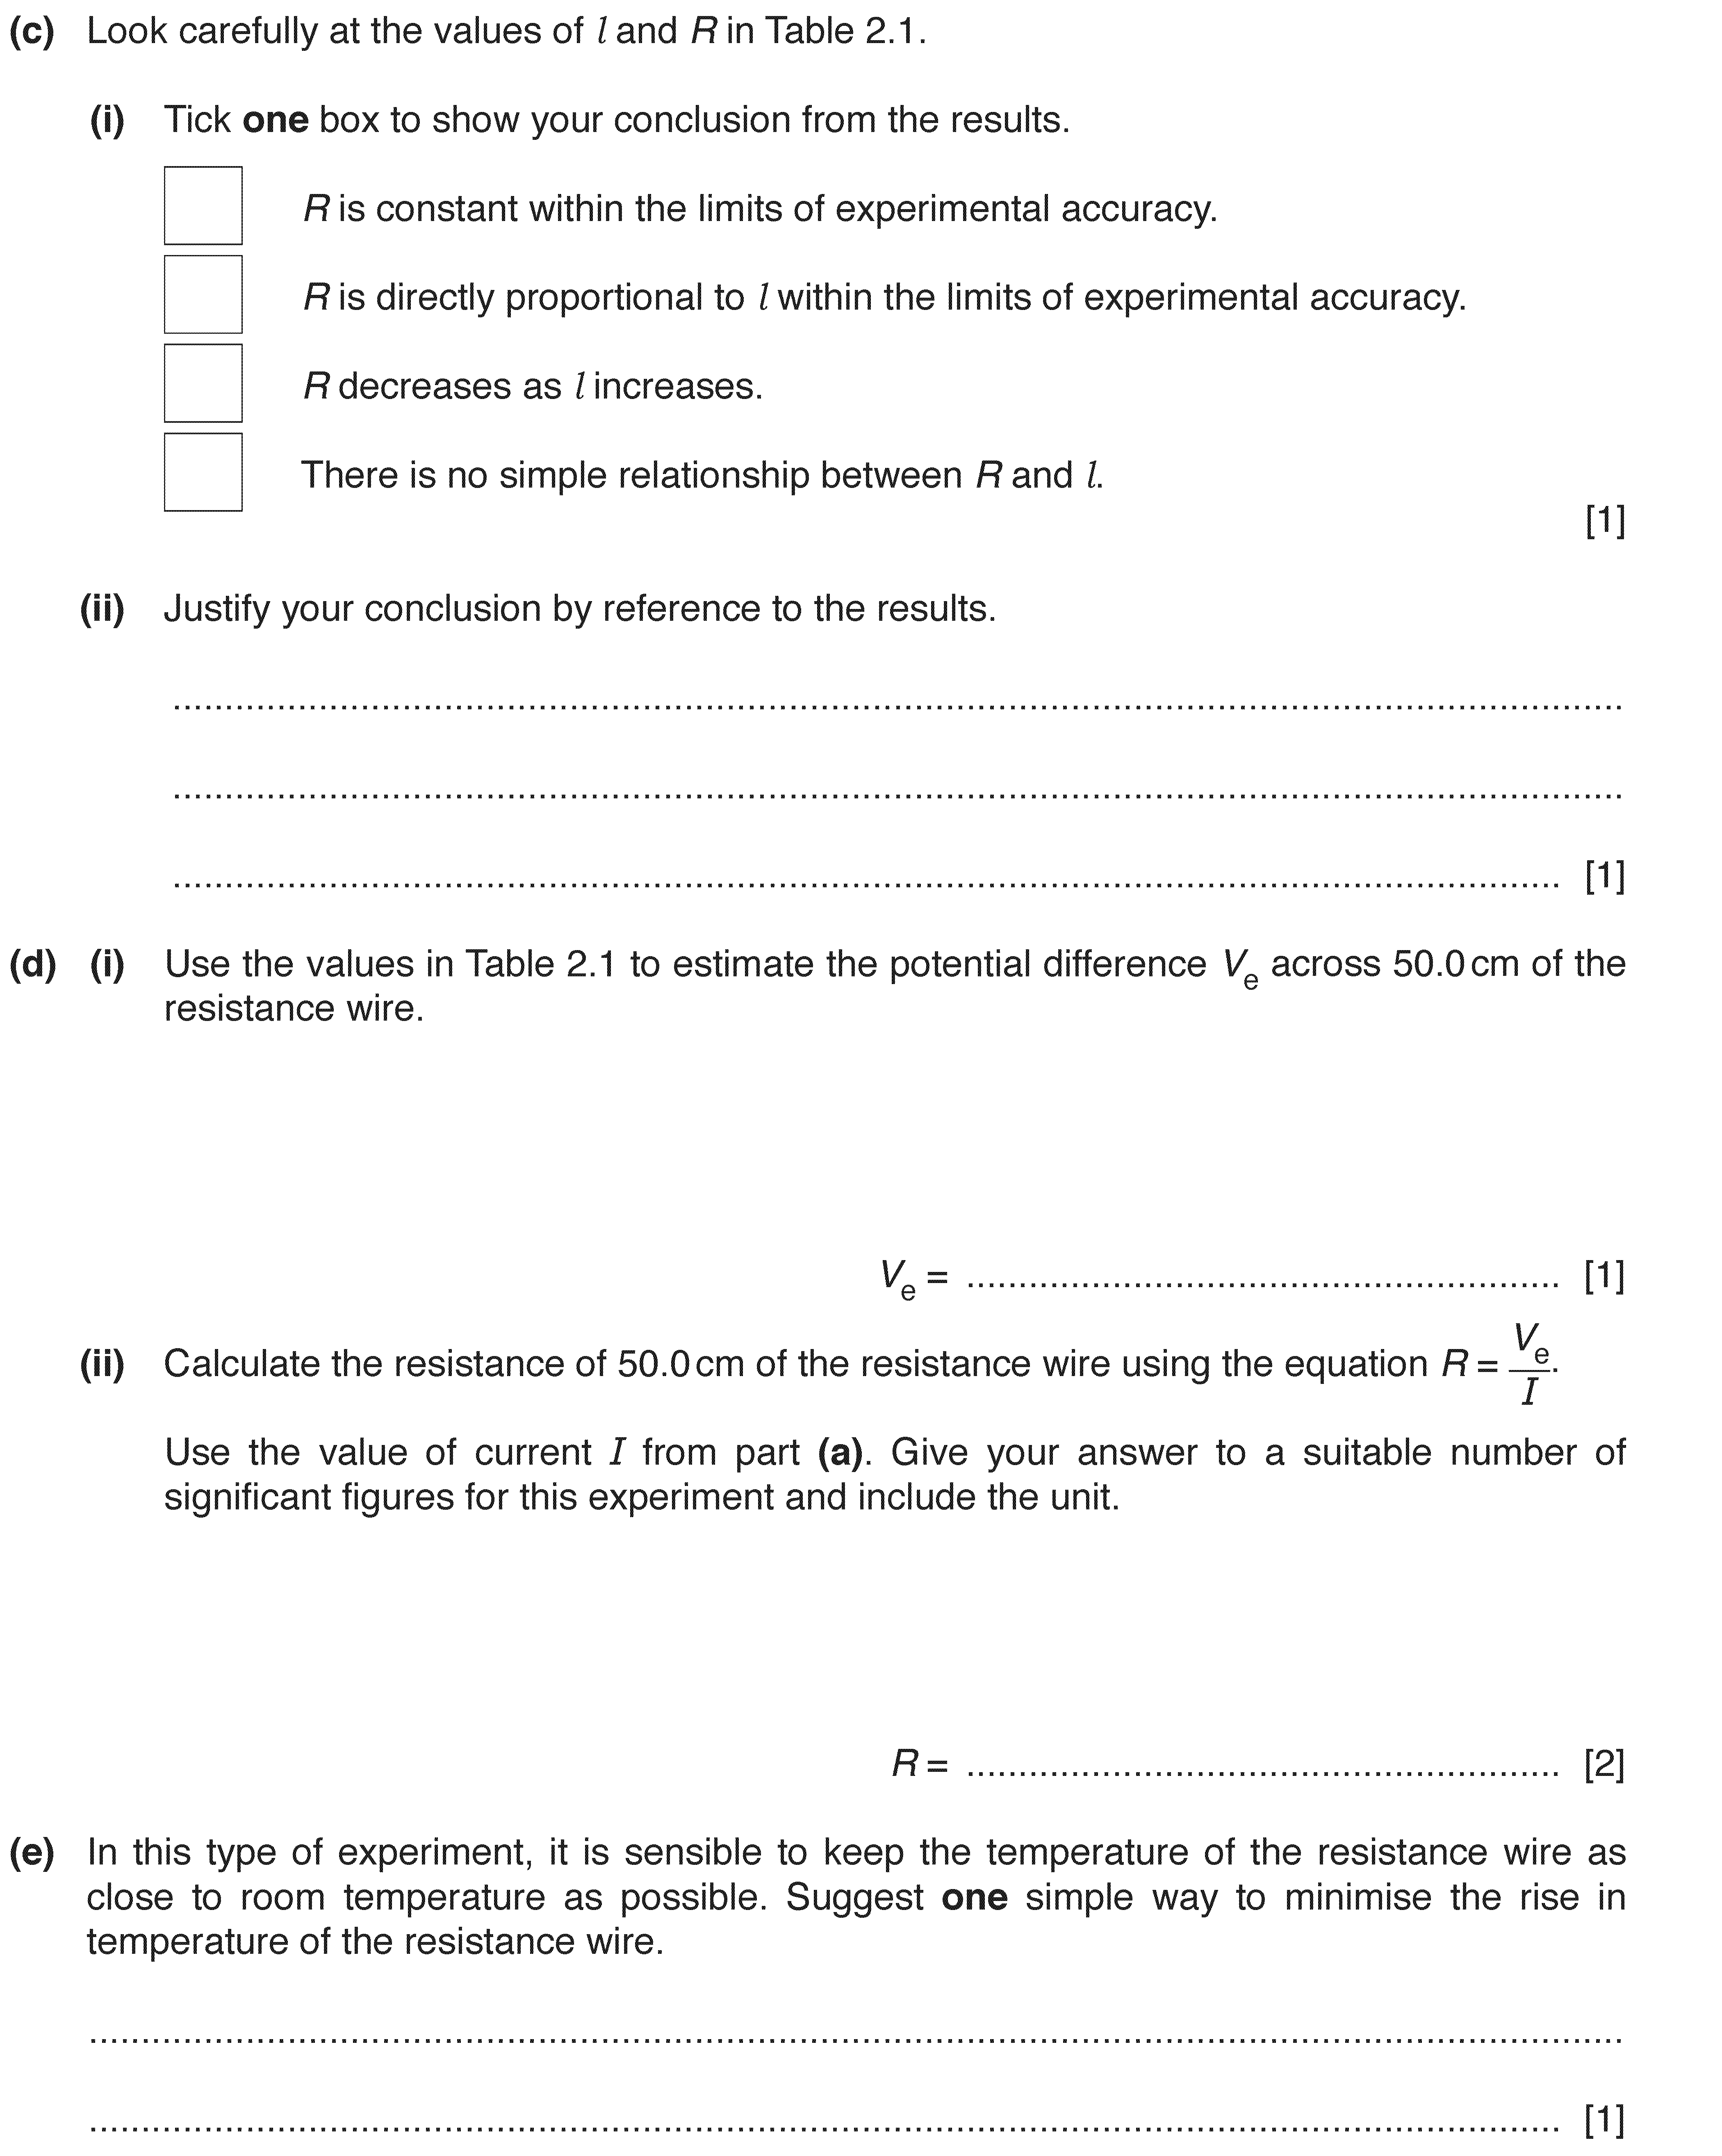 (c) Look carefully at the values of l and R in Table 2.1.
(i) Tick one box to show your conclusion from the results.
R is constant within the limits of experimental accuracy.
R is directly proportional to l within the limits of experimental accuracy.
R decreases as l increases.
There is no simple relationship between R and l.
[1]
(ii) Justify your conclusion by reference to the results.
..........
..........
.......... [1]
(d) (i) Use the values in Table 2.1 to estimate the potential difference Ve across 50.0 cm of the
resistance wire.
Ve = .......... [1]
(ii) Calculate the resistance of 50.0 cm of the resistance wire using the equation R = Ve/I.
Use the value of current I from part (a). Give your answer to a suitable number of
significant figures for this experiment and include the unit.
R = .......... [2]
(e) In this type of experiment, it is sensible to keep the temperature of the resistance wire as
close to room temperature as possible. Suggest one simple way to minimise the rise in
temperature of the resistance wire.
..........
.......... [1]